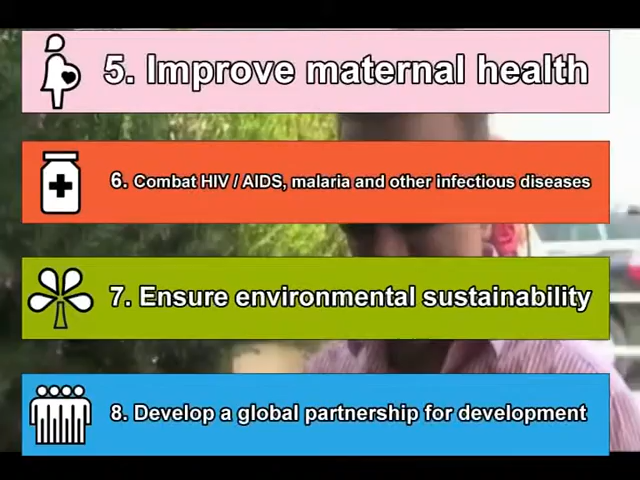 5. Improve maternal health
6. Combat HIV / AIDS, malaria and other infectious diseases
7. Ensure environmental sustainability
8. Develop a global partnership for development